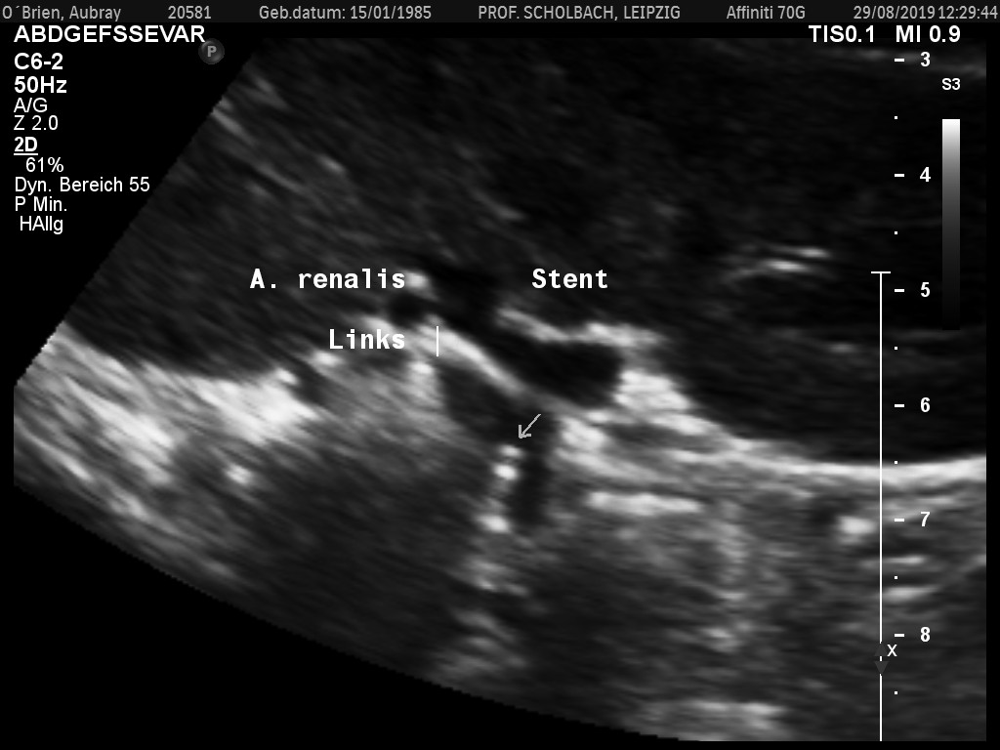 O´Brien, Aubray 20581 Geb.datum: 15/01/1985 PROF. SCHOLBACH, LEIPZIG Affiniti 70G 29/08/2019 12:29:44
ABDGEFSSEVAR TIS0.1 MI 0.9
P
C6-2
50Hz
A/G
Z 2.0
2D
61%
Dyn. Bereich 55
P Min.
HAllg
S3
3
4
5
6
7
8
X
A. renalis Stent
Links